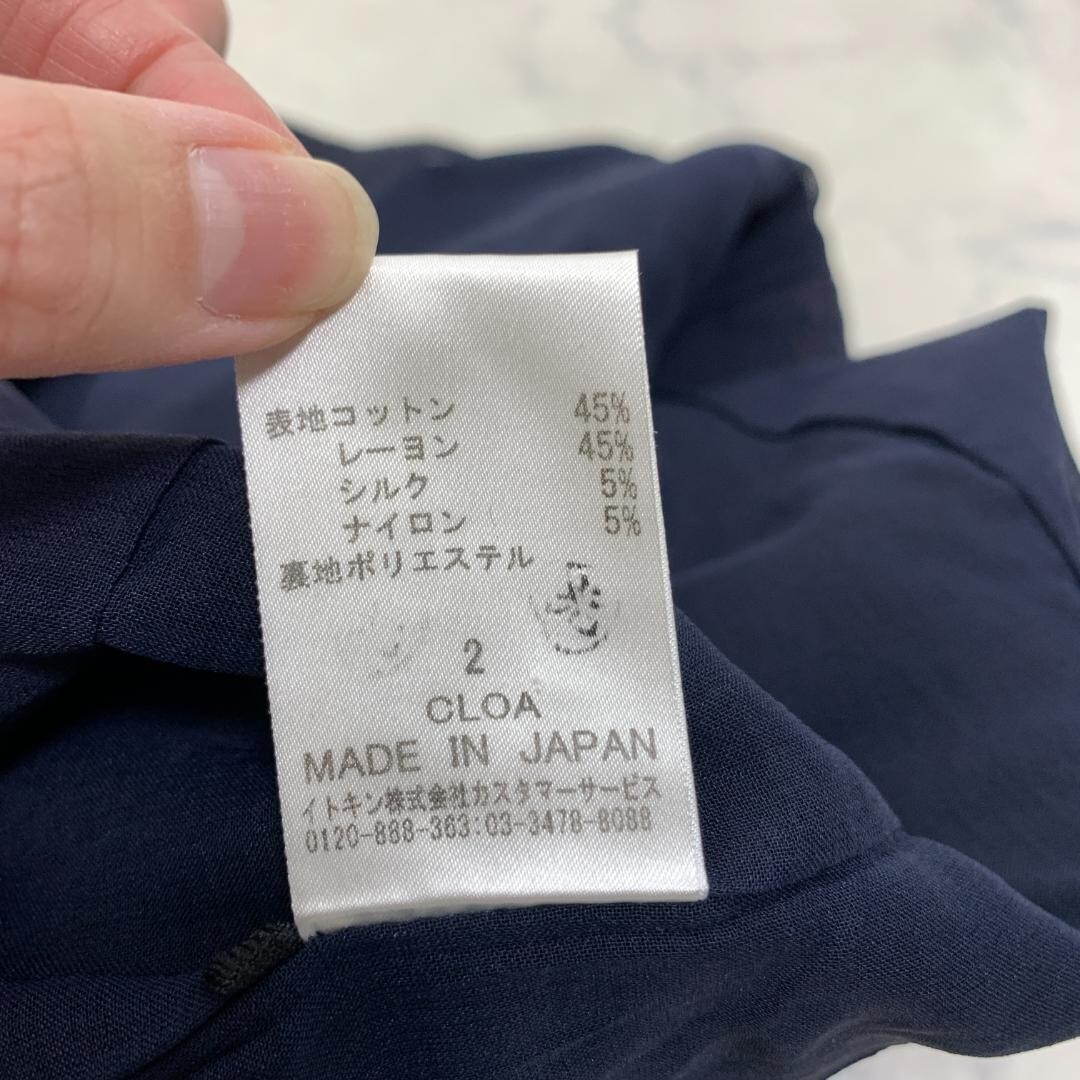 表地コットン 45%
レーヨン 45%
シルク 5%
ナイロン 5%
裏地ポリエステル
2
CLOA
MADE IN JAPAN
イトキン株式会社カスタマーサービス
0120-888-363:03-3478-8088